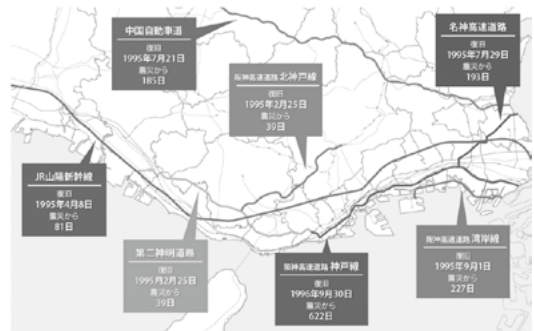 中国自動車道
復旧
1995年7月21日
震災から
185日
名神高速道路
復旧
1995年7月29日
震災から
193日
阪神高速道路 北神戸線
復旧
1995年2月25日
震災から
39日
JR山陽新幹線
復旧
1995年4月8日
震災から
81日
第二神明道路
復旧
1995年2月25日
震災から
39日
阪神高速道路 神戸線
復旧
1996年9月30日
震災から
622日
阪神高速道路 湾岸線
復旧
1995年9月1日
震災から
227日